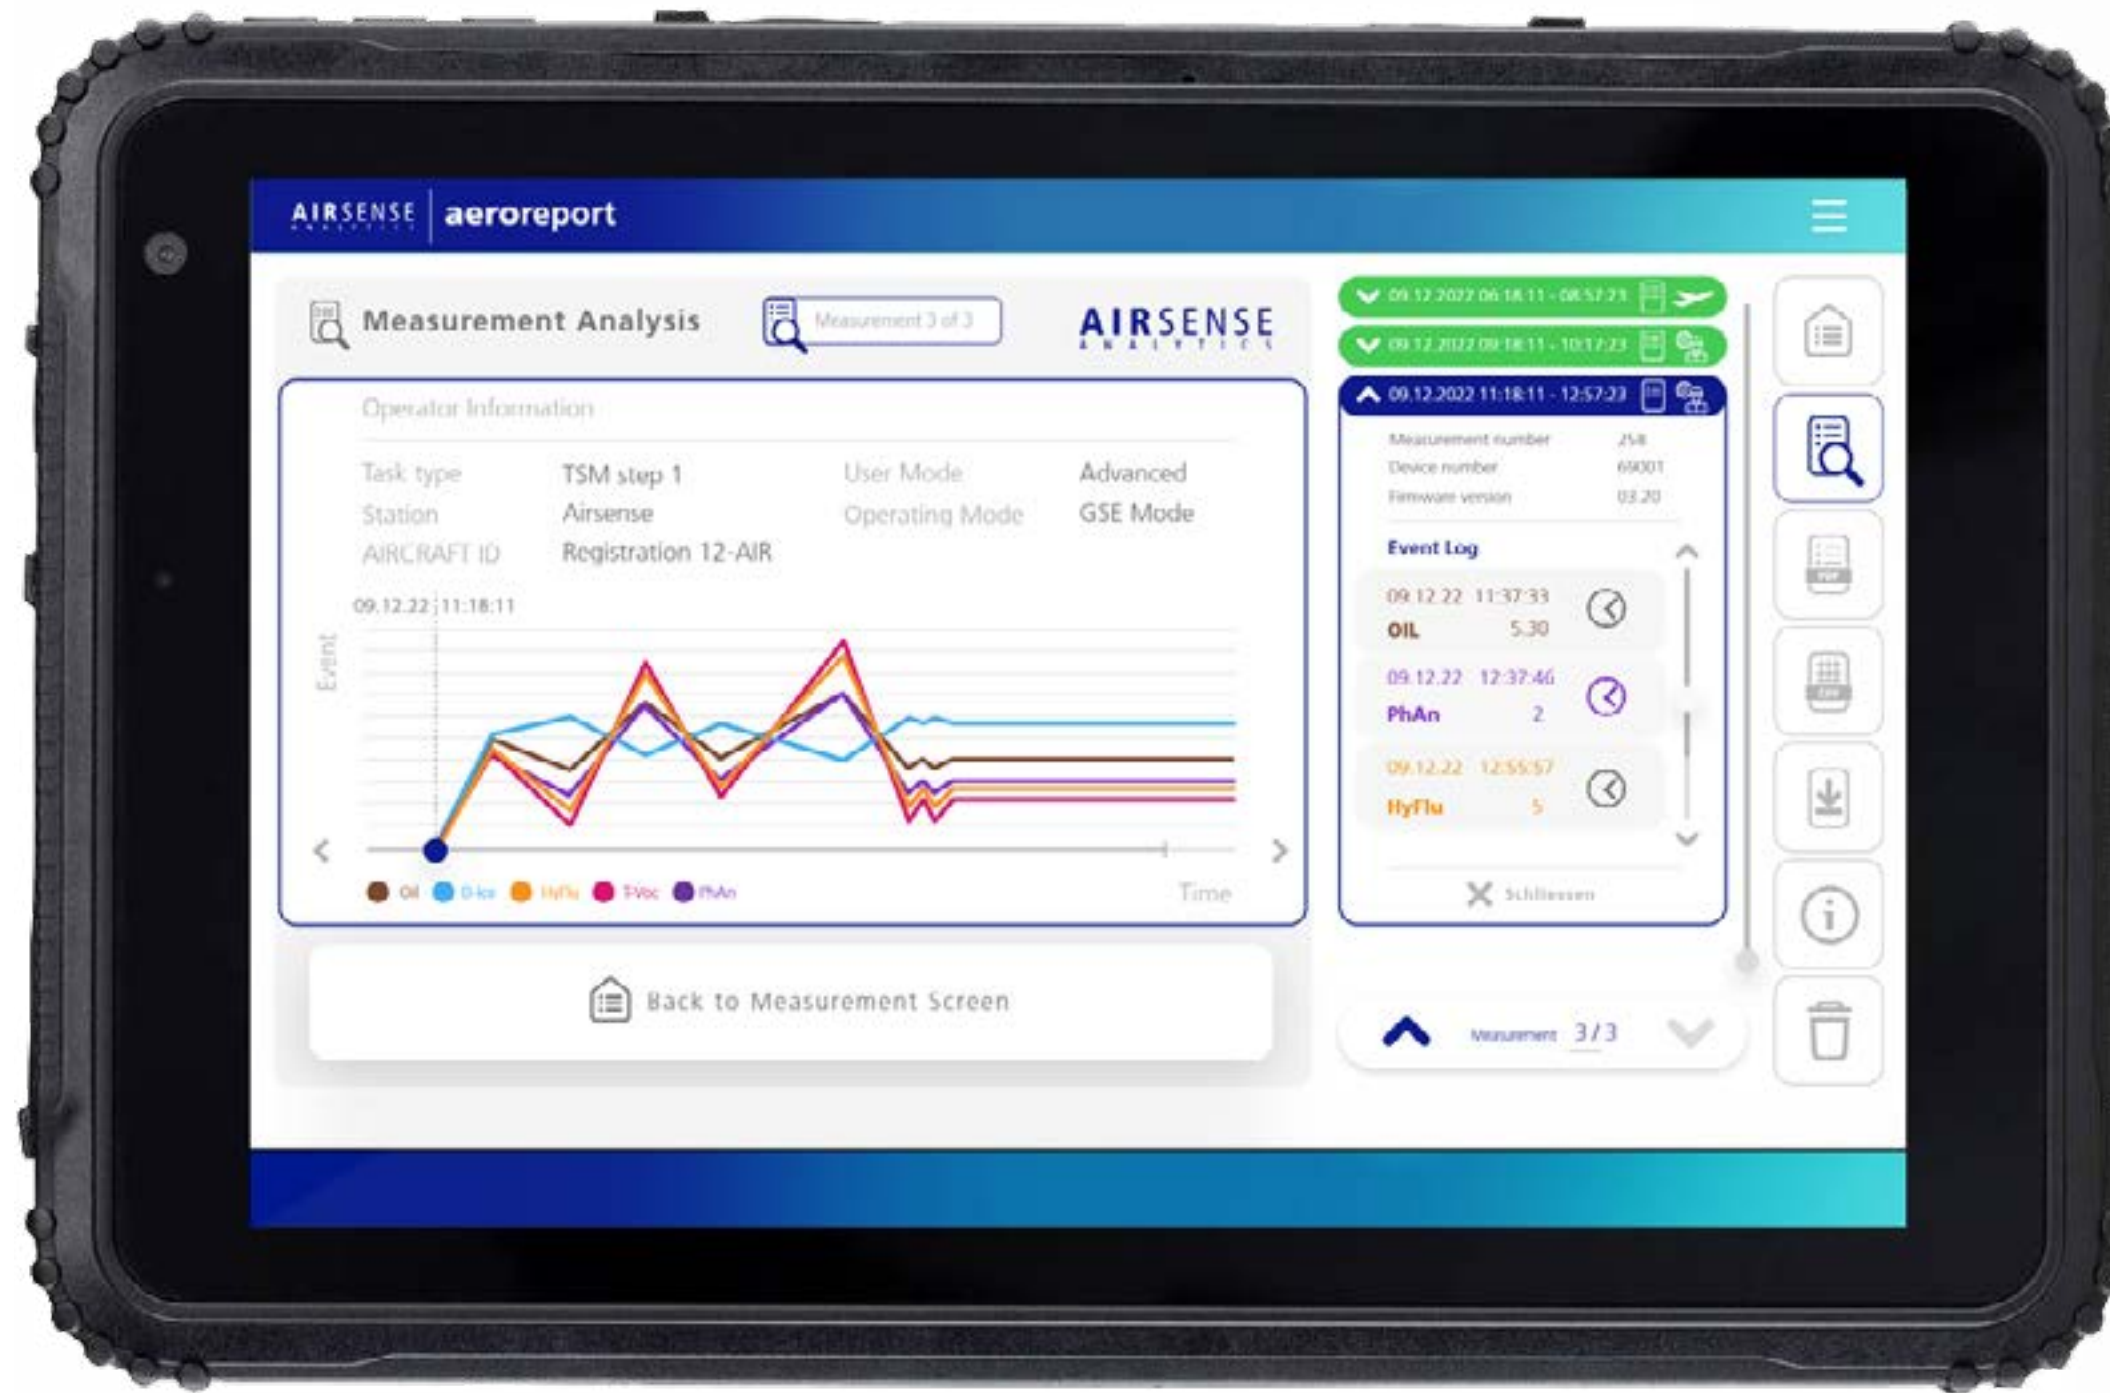 AIRSENSE
ANALYTICS
aeroreport
Measurement Analysis
Measurement 3 of 3
AIRSENSE
ANALYTICS
Operator Information
Task type TSM step 1 User Mode Advanced
Station Airsense Operating Mode GSE Mode
AIRCRAFT ID Registration 12-AIR
09.12.22 11:18:11
Event
Oil D-Ice HyFlu T-Voc PhAn
Time
Back to Measurement Screen
09.12.2022 06:18:11 - 08:57:23
09.12.2022 09:18:11 - 10:17:23
09.12.2022 11:18:11 - 12:57:23
Measurement number 258
Device number 69001
Firmware version 03.20
Event Log
09.12.22 11:37:33
OIL 5.30
09.12.22 12:37:46
PhAn 2
09.12.22 12:55:57
HyFlu 5
Schliessen
Measurement 3 / 3
PDF